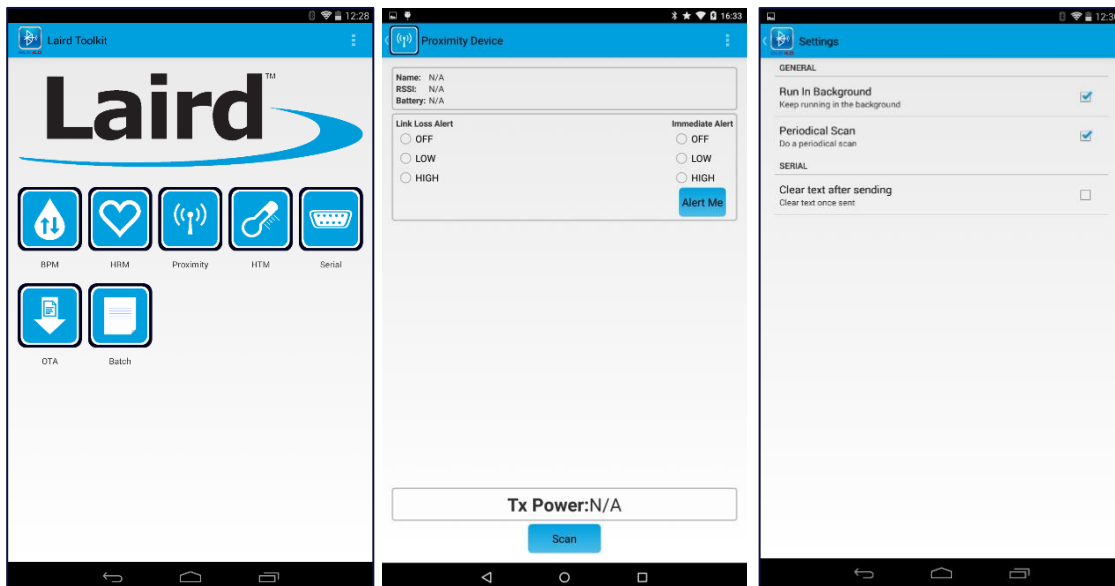 12:28
Laird Toolkit
Laird™
BPM
HRM
Proximity
HTM
Serial
OTA
Batch
16:33
Proximity Device
Name: N/A
RSSI: N/A
Battery: N/A
Link Loss Alert
OFF
LOW
HIGH
Immediate Alert
OFF
LOW
HIGH
Alert Me
Tx Power:N/A
Scan
Settings
GENERAL
Run In Background
Keep running in the background
Periodical Scan
Do a periodical scan
SERIAL
Clear text after sending
Clear text once sent